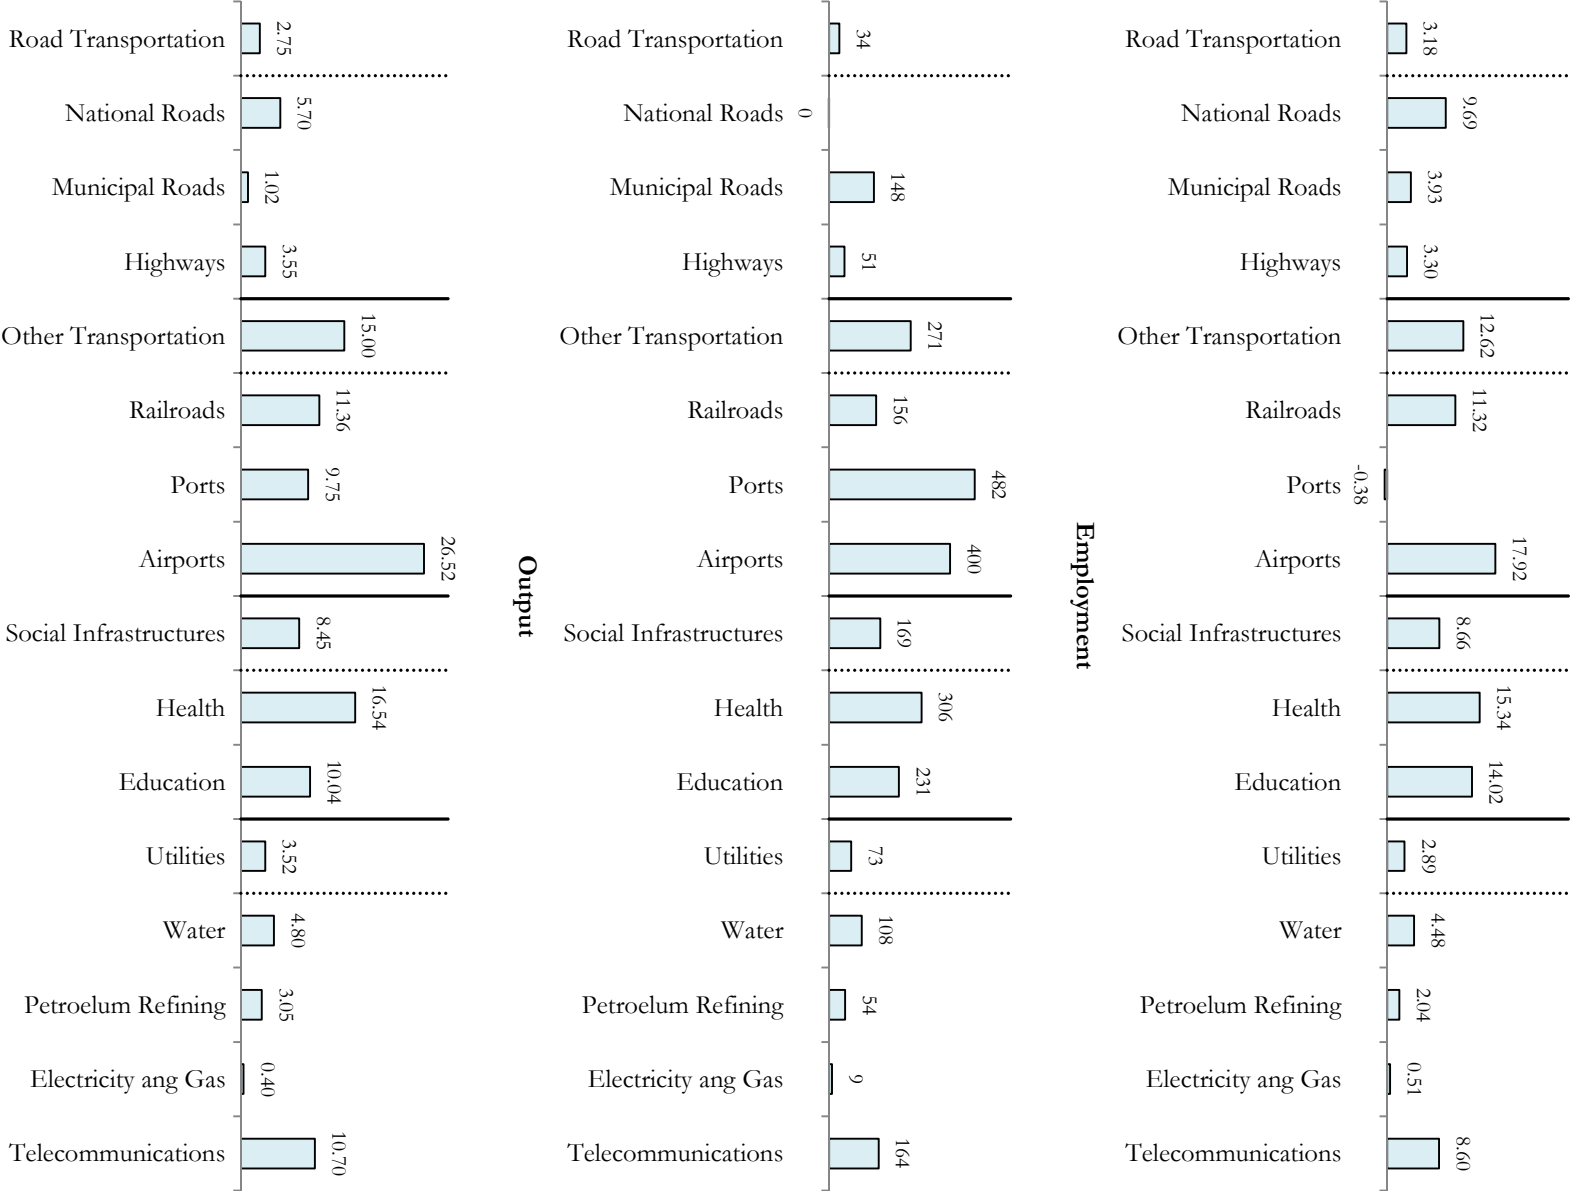 Road Transportation 2.75
National Roads 5.70
Municipal Roads 1.02
Highways 3.55
Other Transportation 15.00
Railroads 11.36
Ports 9.75
Airports 26.52
Social Infrastructures 8.45
Health 16.54
Education 10.04
Utilities 3.52
Water 4.80
Petroelum Refining 3.05
Electricity ang Gas 0.40
Telecommunications 10.70
Output
Road Transportation 34
National Roads 0
Municipal Roads 148
Highways 51
Other Transportation 271
Railroads 156
Ports 482
Airports 400
Social Infrastructures 169
Health 306
Education 231
Utilities 73
Water 108
Petroelum Refining 54
Electricity ang Gas 9
Telecommunications 164
Employment
Road Transportation 3.18
National Roads 9.69
Municipal Roads 3.93
Highways 3.30
Other Transportation 12.62
Railroads 11.32
Ports -0.38
Airports 17.92
Social Infrastructures 8.66
Health 15.34
Education 14.02
Utilities 2.89
Water 4.48
Petroelum Refining 2.04
Electricity ang Gas 0.51
Telecommunications 8.60